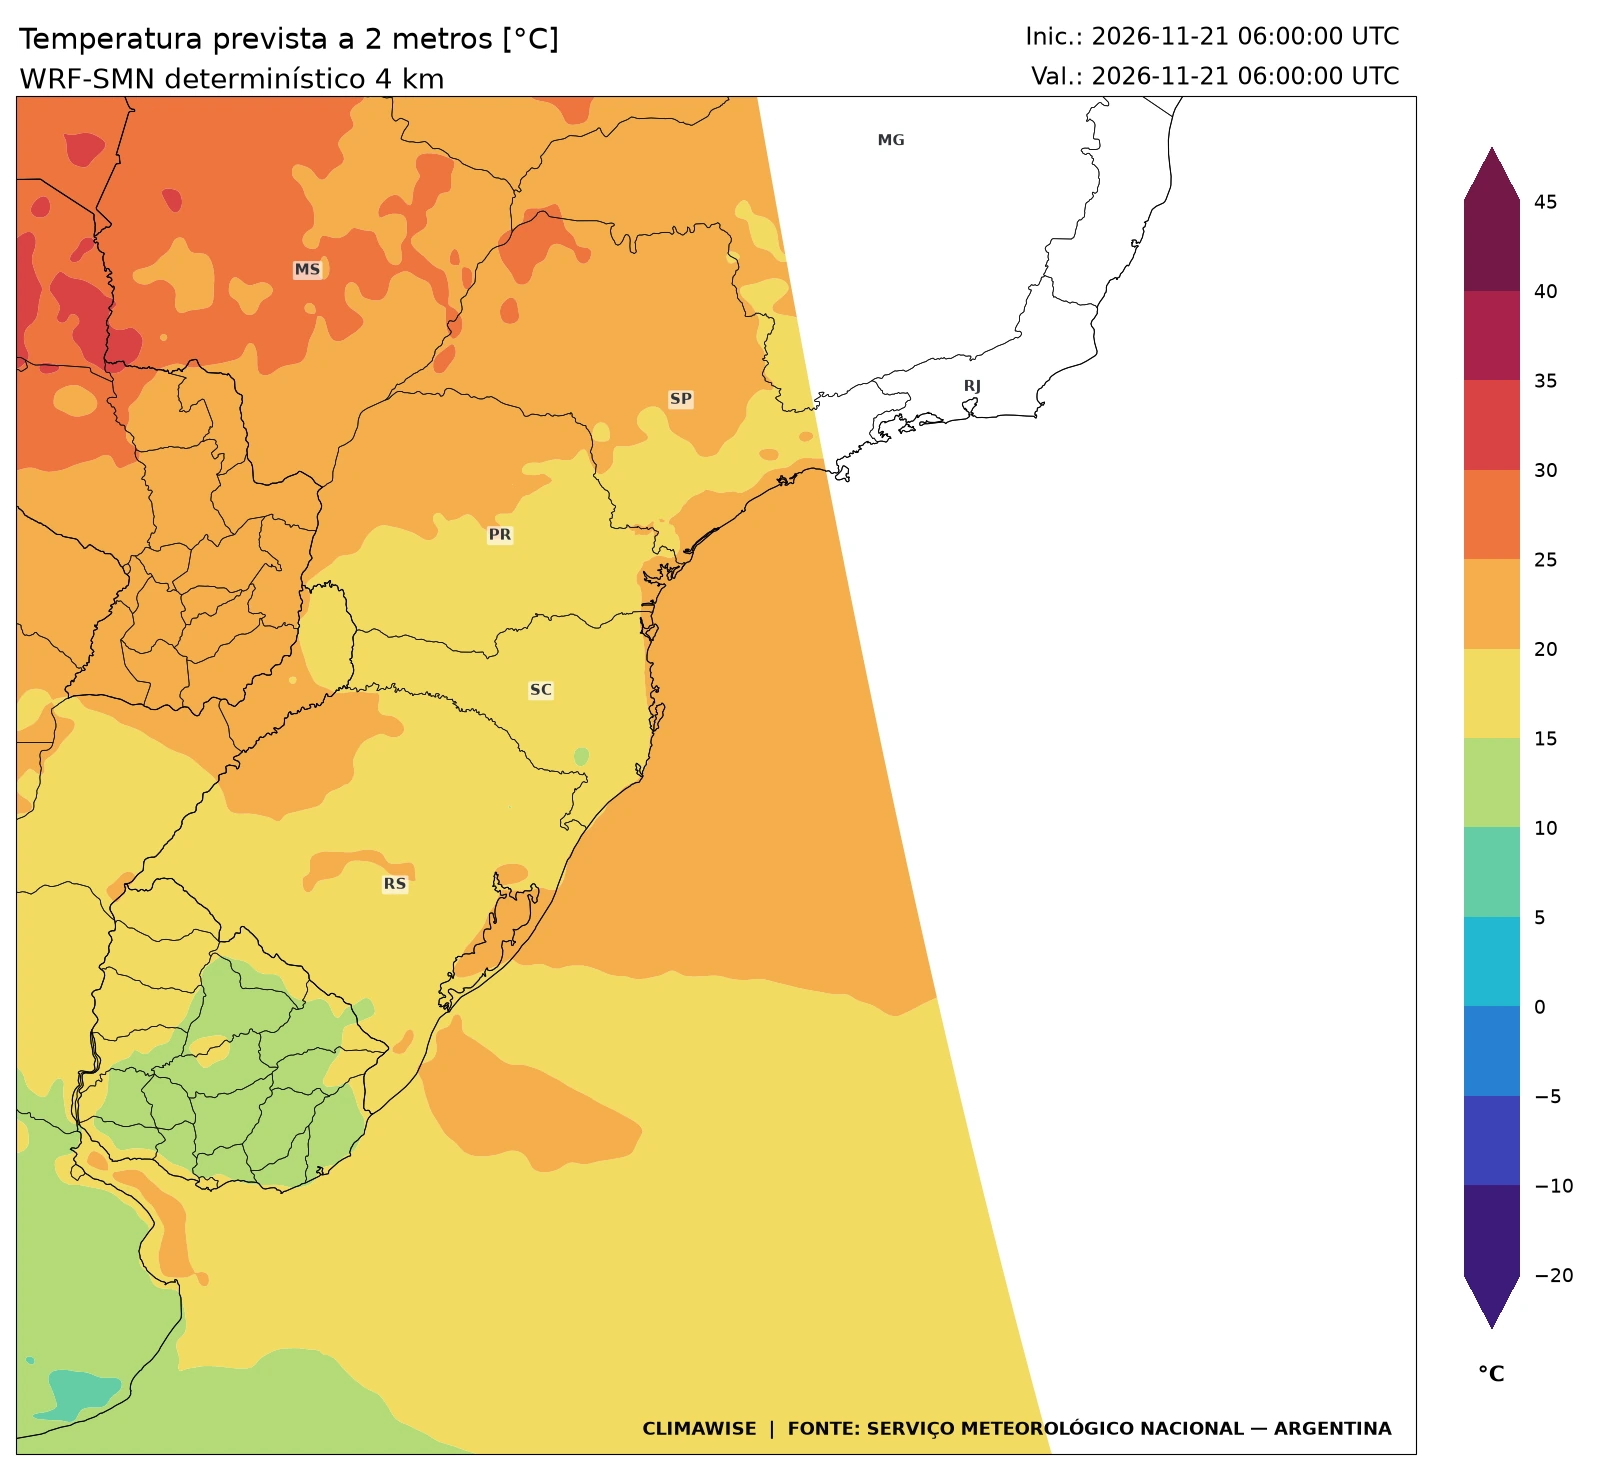 Temperatura prevista a 2 metros [°C]
WRF-SMN determinístico 4 km
Inic.: 2026-11-21 06:00:00 UTC
Val.: 2026-11-21 06:00:00 UTC
MG
MS
RJ
SP
PR
SC
RS
45
40
35
30
25
20
15
10
5
0
−5
−10
−20
°C
CLIMAWISE | FONTE: SERVIÇO METEOROLÓGICO NACIONAL — ARGENTINA